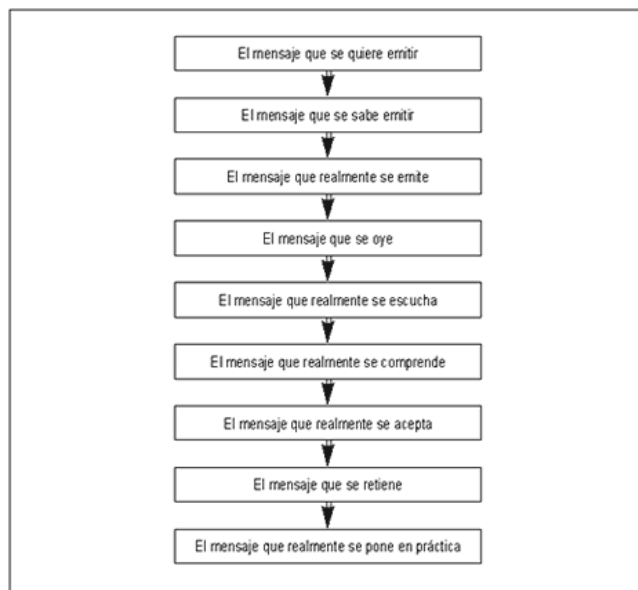 El mensaje que se quiere emitir
El mensaje que se sabe emitir
El mensaje que realmente se emite
El mensaje que se oye
El mensaje que realmente se escucha
El mensaje que realmente se comprende
El mensaje que realmente se acepta
El mensaje que se retiene
El mensaje que realmente se pone en práctica